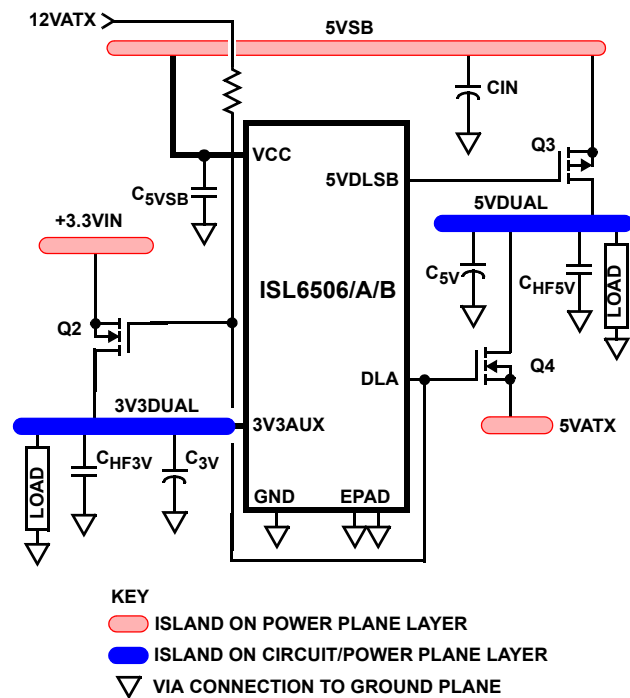 12VATX
5VSB
CIN
Q3
VCC
5VDLSB
C5VSB
5VDUAL
+3.3VIN
C5V
CHF5V
LOAD
ISL6506/A/B
Q2
Q4
DLA
3V3DUAL
3V3AUX
5VATX
LOAD
CHF3V
C3V
GND
EPAD
KEY
ISLAND ON POWER PLANE LAYER
ISLAND ON CIRCUIT/POWER PLANE LAYER
VIA CONNECTION TO GROUND PLANE